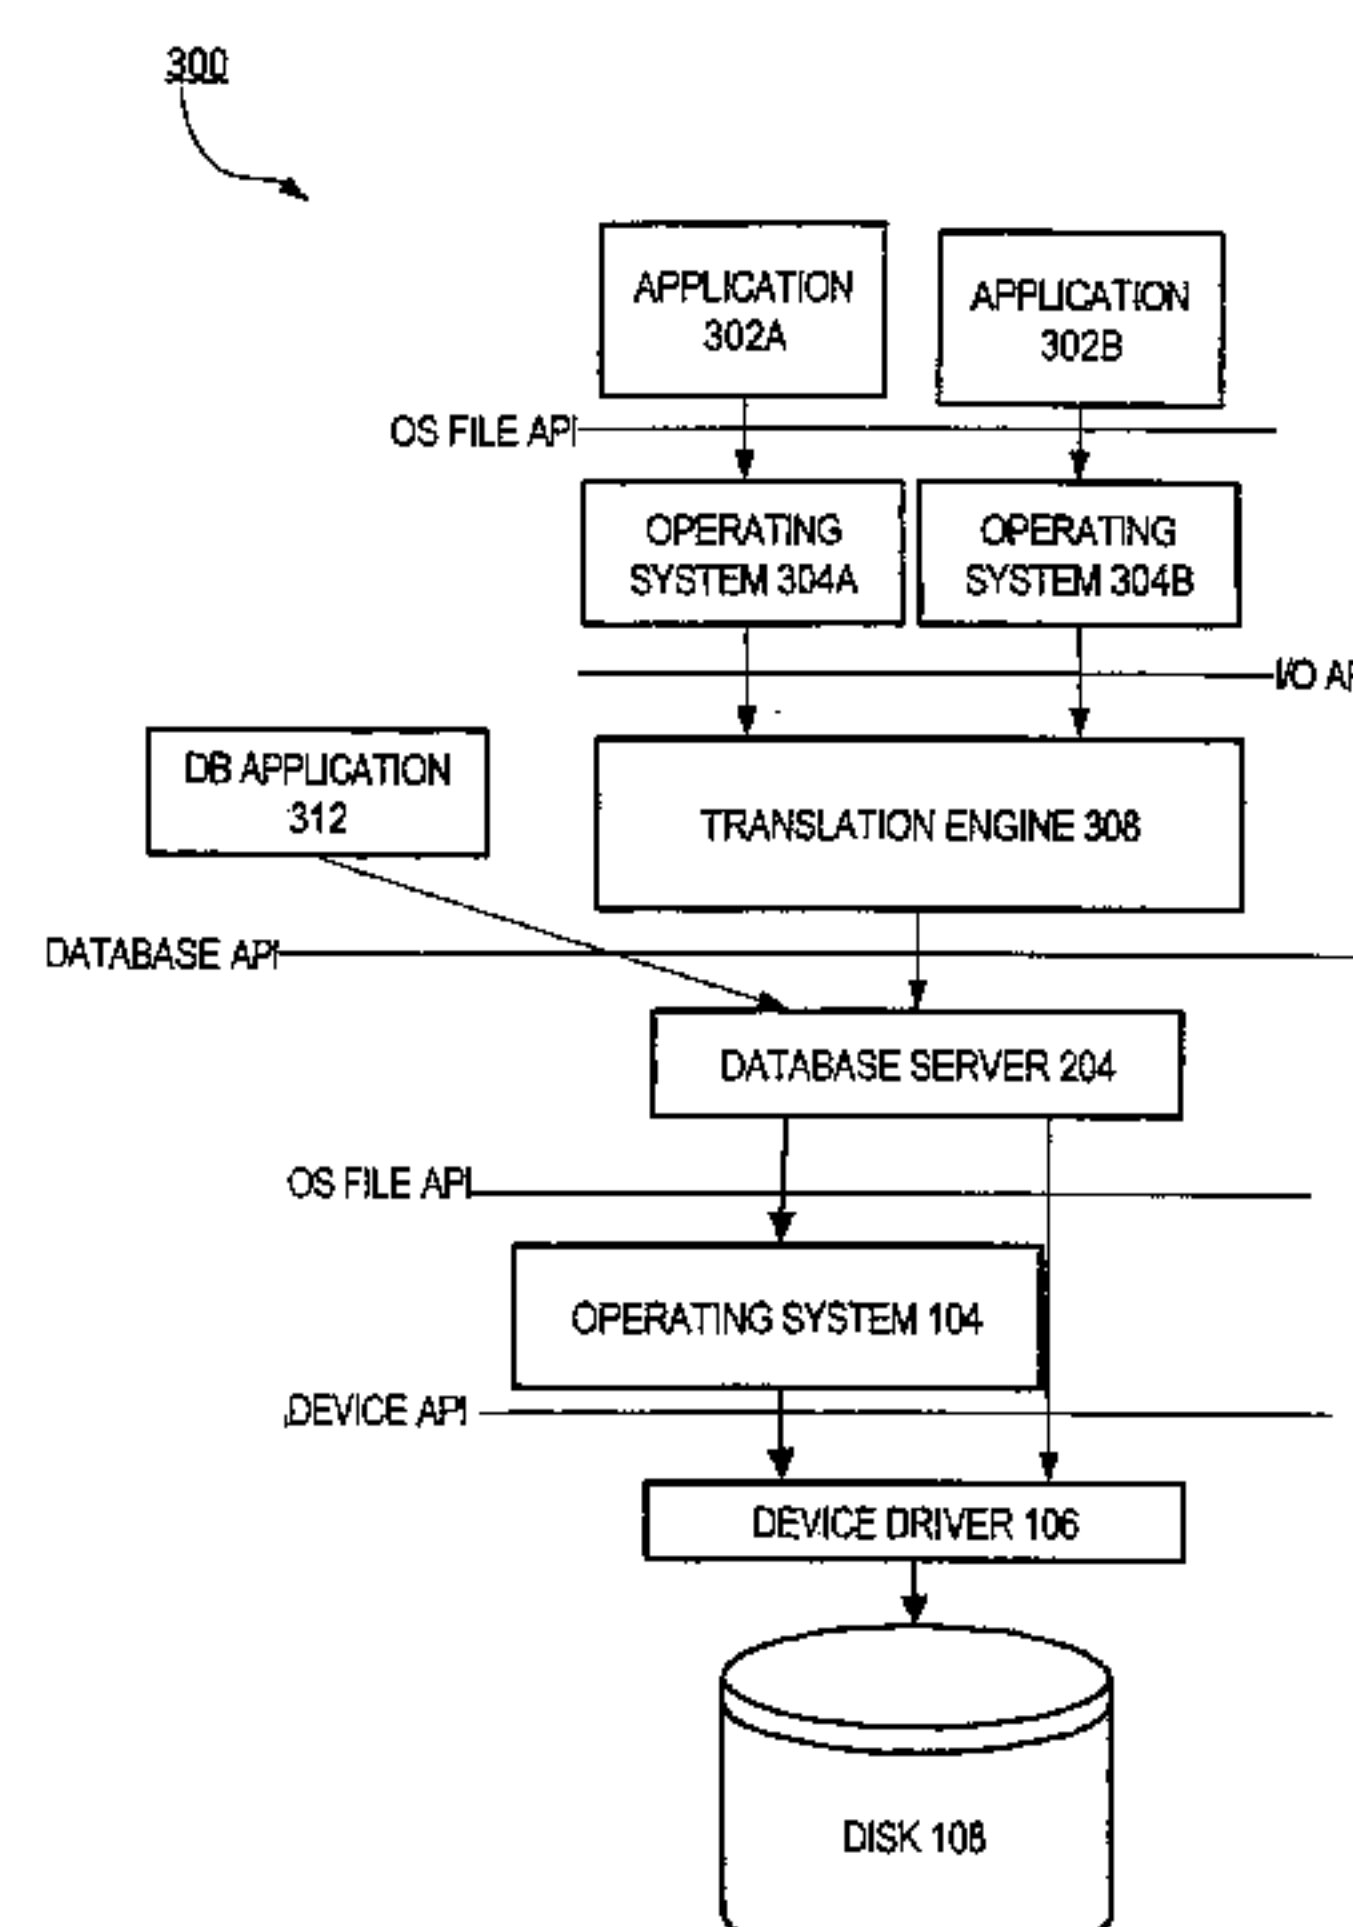 300
APPLICATION
302A
APPLICATION
302B
OS FILE API
OPERATING
SYSTEM 304A
OPERATING
SYSTEM 304B
I/O AP
DB APPLICATION
312
TRANSLATION ENGINE 308
DATABASE API
DATABASE SERVER 204
OS FILE API
OPERATING SYSTEM 104
DEVICE API
DEVICE DRIVER 106
DISK 108